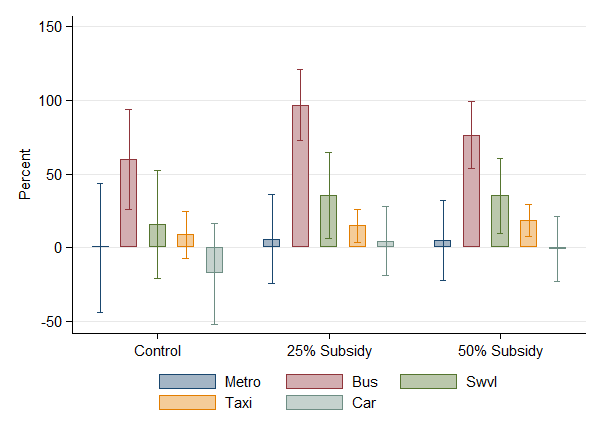 150
100
50
0
-50
Percent
Control 25% Subsidy 50% Subsidy
Metro Bus Swvl
Taxi Car